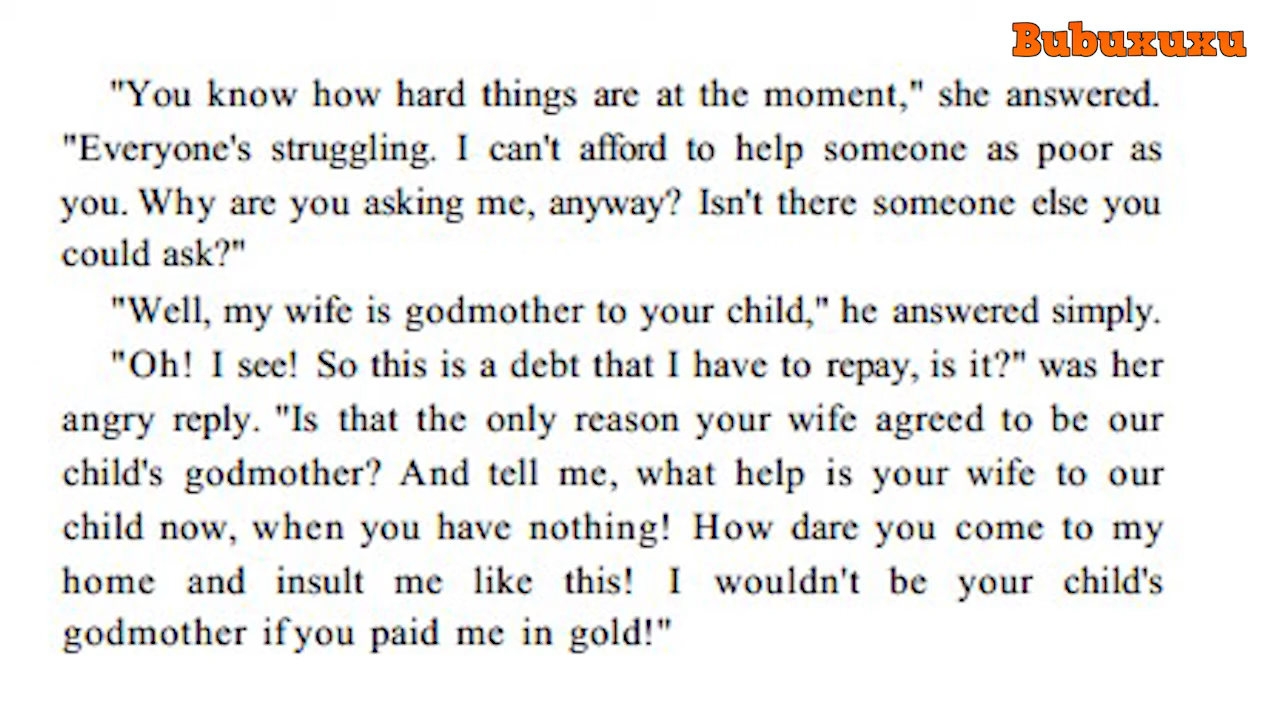 Bubuxuxu
"You know how hard things are at the moment," she answered.
"Everyone's struggling. I can't afford to help someone as poor as
you. Why are you asking me, anyway? Isn't there someone else you
could ask?"
"Well, my wife is godmother to your child," he answered simply.
"Oh! I see! So this is a debt that I have to repay, is it?" was her
angry reply. "Is that the only reason your wife agreed to be our
child's godmother? And tell me, what help is your wife to our
child now, when you have nothing! How dare you come to my
home and insult me like this! I wouldn't be your child's
godmother if you paid me in gold!"